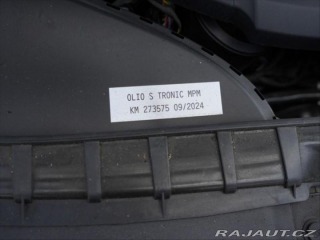 OLIO S TRONIC MPM
KM 273575 09/2024
RAJAUT.CZ